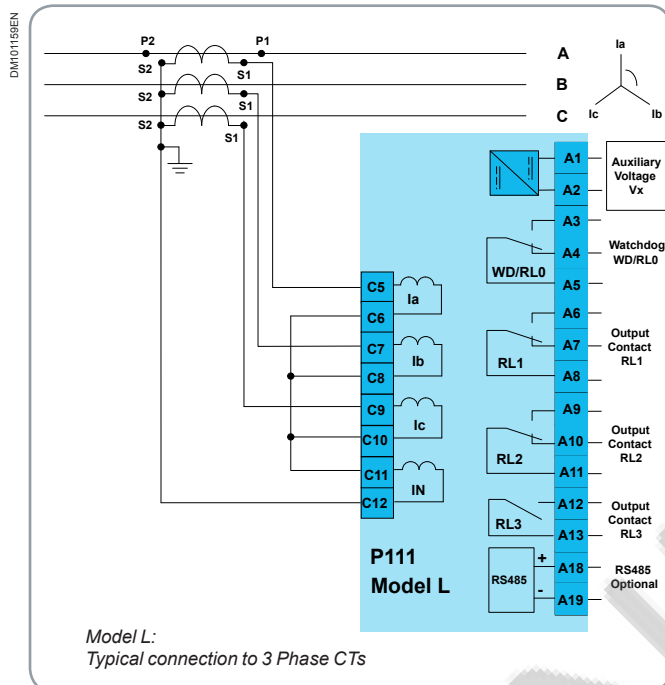 DM101159EN
P2
P1
A
Ia
S2
S1
B
S2
S1
C
Ic
Ib
S2
S1
A1
Auxiliary
Voltage
Vx
A2
A3
WD/RL0
A4
Watchdog
WD/RL0
A5
C5
Ia
C6
A6
C7
Ib
RL1
A7
Output
Contact
RL1
C8
A8
C9
Ic
A9
C10
RL2
A10
Output
Contact
RL2
C11
IN
A11
C12
RL3
A12
Output
Contact
RL3
A13
P111
Model L
RS485
+
A18
RS485
Optional
-
A19
Model L:
Typical connection to 3 Phase CTs